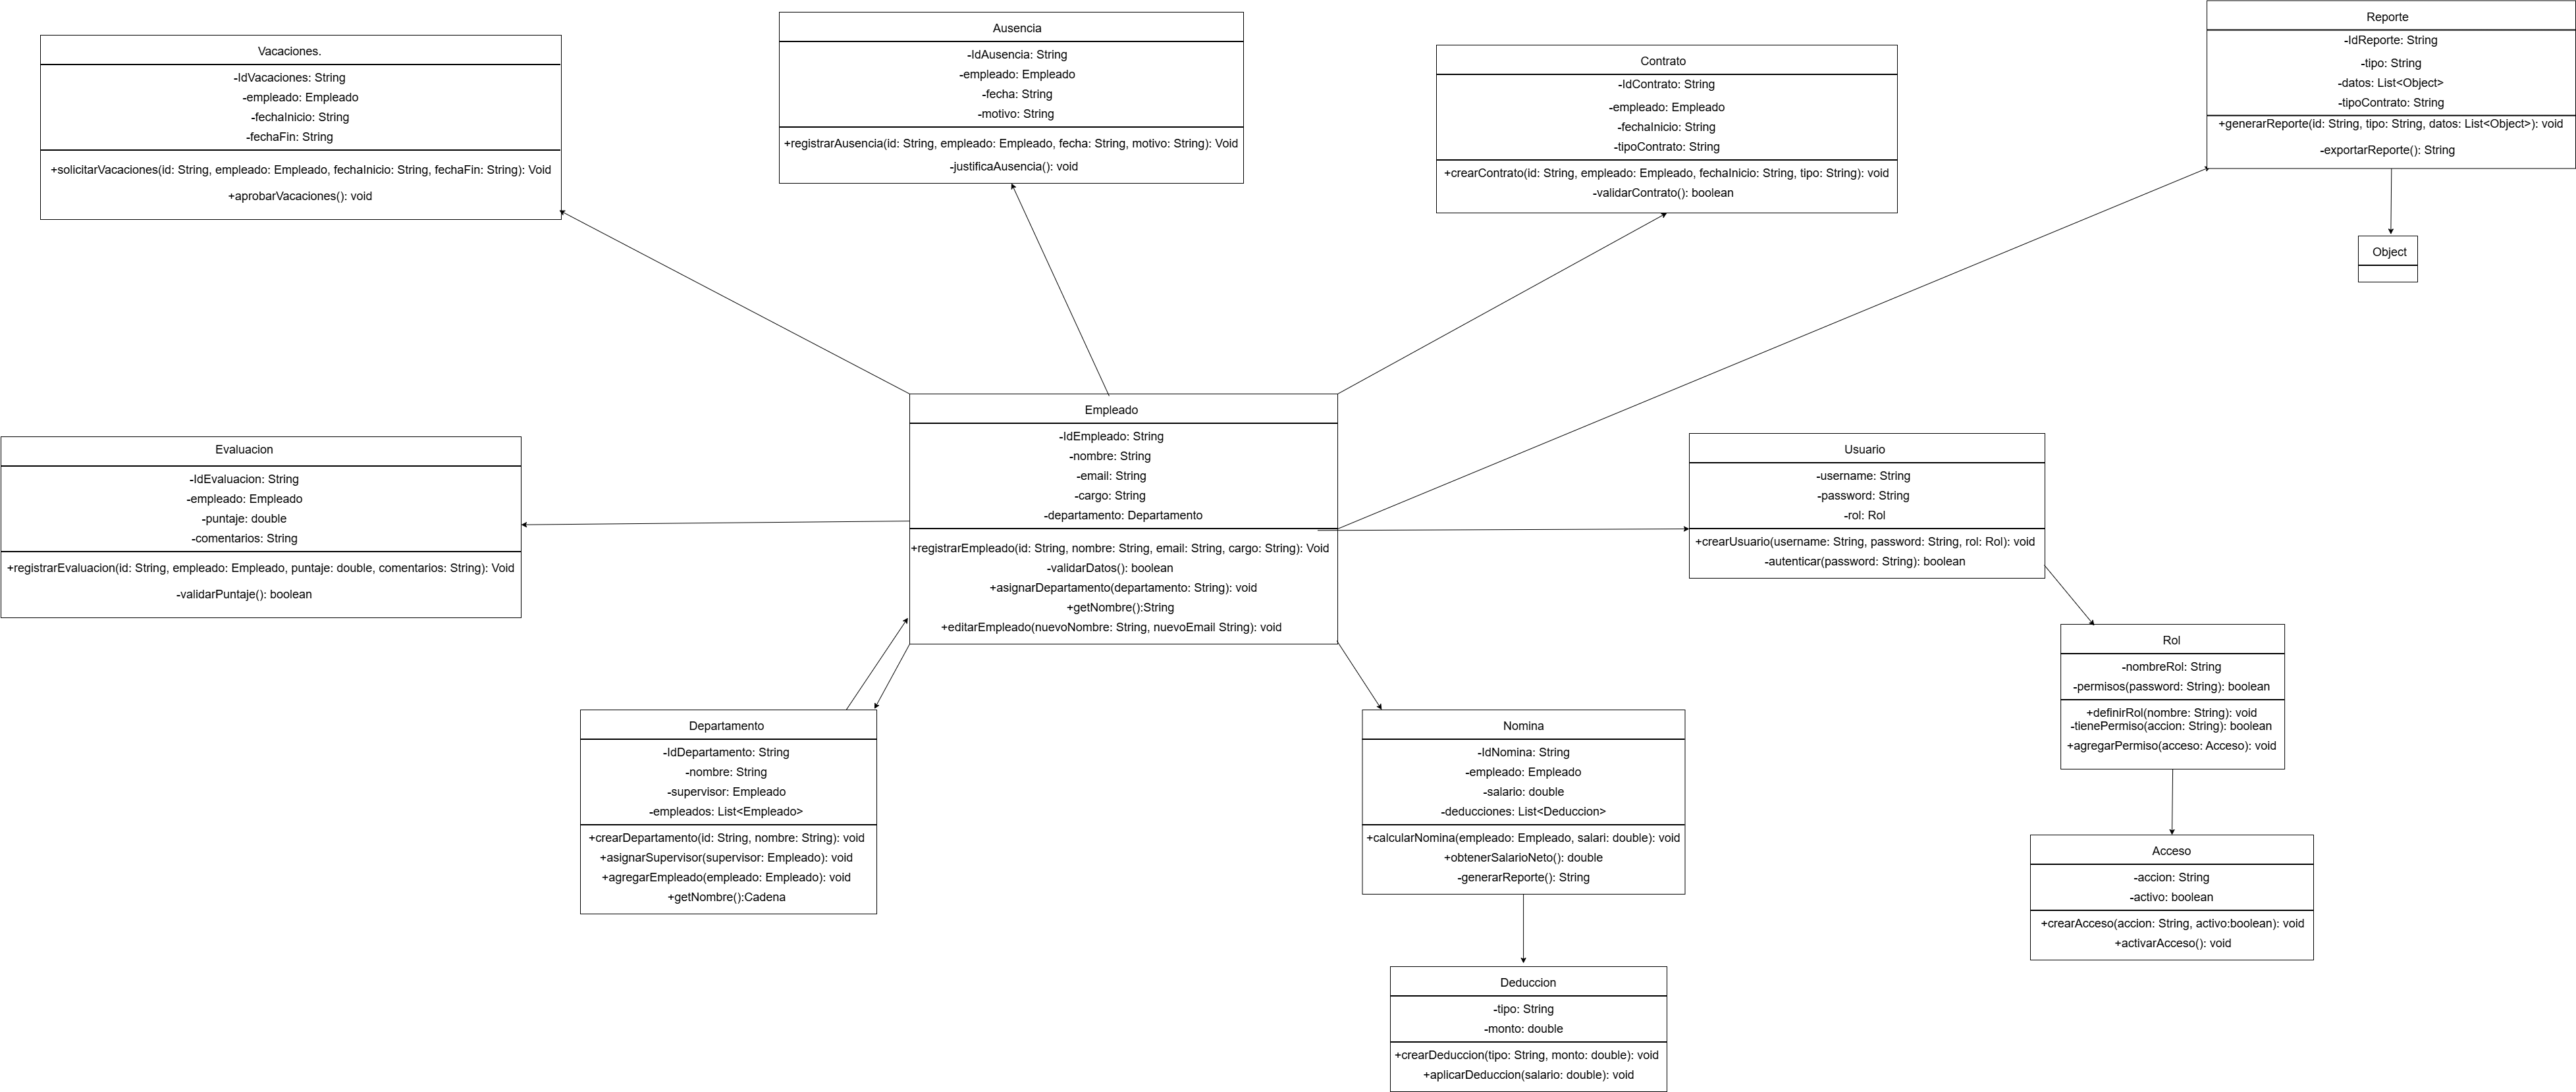 Vacaciones.
-IdVacaciones: String
-empleado: Empleado
-fechaInicio: String
-fechaFin: String
+solicitarVacaciones(id: String, empleado: Empleado, fechaInicio: String, fechaFin: String): Void
+aprobarVacaciones(): void
Ausencia
-IdAusencia: String
-empleado: Empleado
-fecha: String
-motivo: String
+registrarAusencia(id: String, empleado: Empleado, fecha: String, motivo: String): Void
-justificaAusencia(): void
Contrato
-IdContrato: String
-empleado: Empleado
-fechaInicio: String
-tipoContrato: String
+crearContrato(id: String, empleado: Empleado, fechaInicio: String, tipo: String): void
-validarContrato(): boolean
Reporte
-IdReporte: String
-tipo: String
-datos: List<Object>
-tipoContrato: String
+generarReporte(id: String, tipo: String, datos: List<Object>): void
-exportarReporte(): String
Object
Evaluacion
-IdEvaluacion: String
-empleado: Empleado
-puntaje: double
-comentarios: String
+registrarEvaluacion(id: String, empleado: Empleado, puntaje: double, comentarios: String): Void
-validarPuntaje(): boolean
Empleado
-IdEmpleado: String
-nombre: String
-email: String
-cargo: String
-departamento: Departamento
+registrarEmpleado(id: String, nombre: String, email: String, cargo: String): Void
-validarDatos(): boolean
+asignarDepartamento(departamento: String): void
+getNombre():String
+editarEmpleado(nuevoNombre: String, nuevoEmail String): void
Usuario
-username: String
-password: String
-rol: Rol
+crearUsuario(username: String, password: String, rol: Rol): void
-autenticar(password: String): boolean
Rol
-nombreRol: String
-permisos(password: String): boolean
+definirRol(nombre: String): void
-tienePermiso(accion: String): boolean
+agregarPermiso(acceso: Acceso): void
Departamento
-IdDepartamento: String
-nombre: String
-supervisor: Empleado
-empleados: List<Empleado>
+crearDepartamento(id: String, nombre: String): void
+asignarSupervisor(supervisor: Empleado): void
+agregarEmpleado(empleado: Empleado): void
+getNombre():Cadena
Nomina
-IdNomina: String
-empleado: Empleado
-salario: double
-deducciones: List<Deduccion>
+calcularNomina(empleado: Empleado, salari: double): void
+obtenerSalarioNeto(): double
-generarReporte(): String
Acceso
-accion: String
-activo: boolean
+crearAcceso(accion: String, activo:boolean): void
+activarAcceso(): void
Deduccion
-tipo: String
-monto: double
+crearDeduccion(tipo: String, monto: double): void
+aplicarDeduccion(salario: double): void